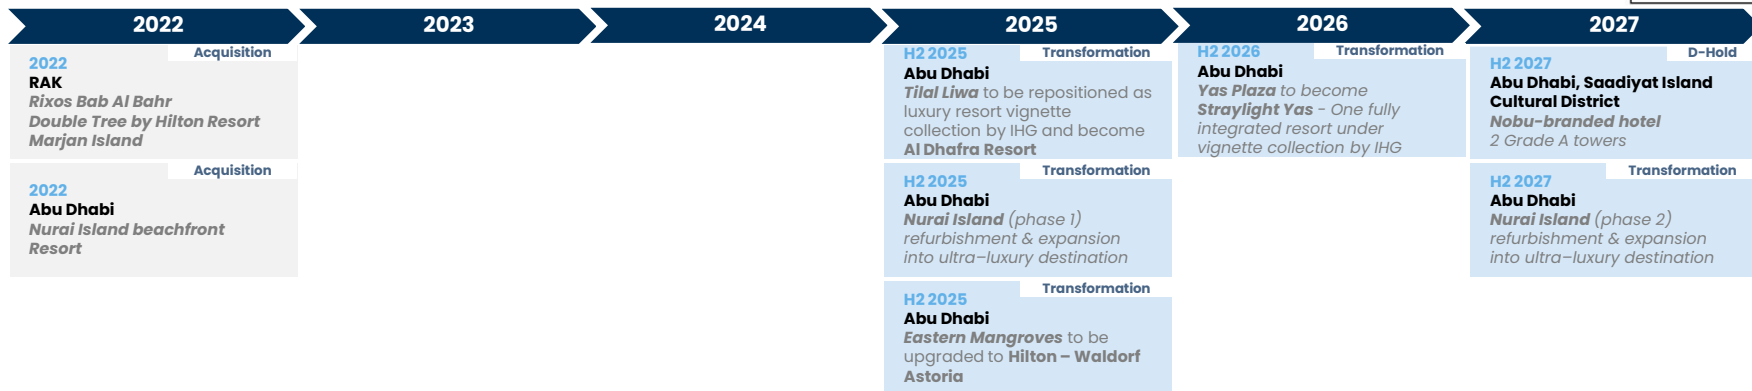 2022
2023
2024
2025
2026
2027
Acquisition
2022
RAK
Rixos Bab Al Bahr
Double Tree by Hilton Resort
Marjan Island
Acquisition
2022
Abu Dhabi
Nurai Island beachfront
Resort
Transformation
H2 2025
Abu Dhabi
Tilal Liwa to be repositioned as
luxury resort vignette
collection by IHG and become
Al Dhafra Resort
Transformation
H2 2025
Abu Dhabi
Nurai Island (phase 1)
refurbishment & expansion
into ultra–luxury destination
Transformation
H2 2025
Abu Dhabi
Eastern Mangroves to be
upgraded to Hilton – Waldorf
Astoria
Transformation
H2 2026
Abu Dhabi
Yas Plaza to become
Straylight Yas - One fully
integrated resort under
vignette collection by IHG
D-Hold
H2 2027
Abu Dhabi, Saadiyat Island
Cultural District
Nobu-branded hotel
2 Grade A towers
Transformation
H2 2027
Abu Dhabi
Nurai Island (phase 2)
refurbishment & expansion
into ultra–luxury destination